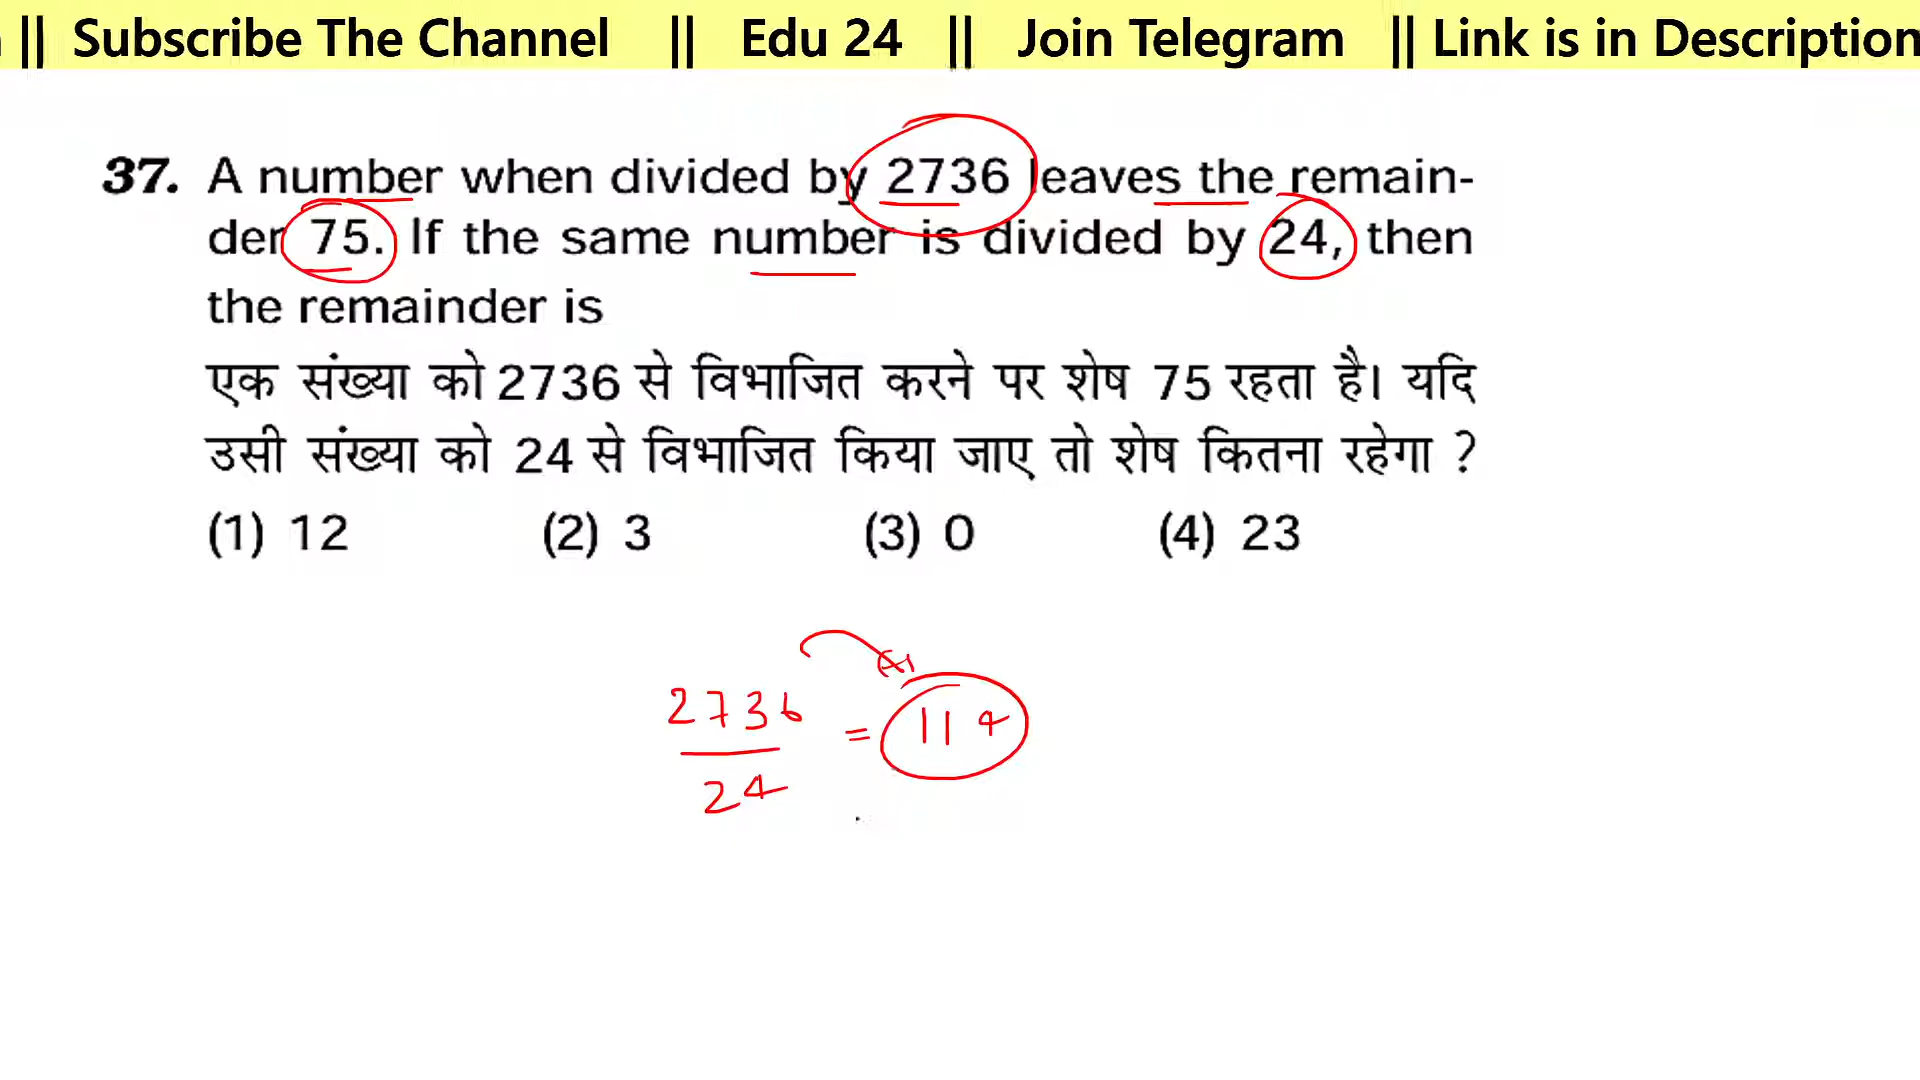 || Subscribe The Channel || Edu 24 || Join Telegram || Link is in Description
37. A number when divided by 2736 leaves the remain-
der 75. If the same number is divided by 24, then
the remainder is
एक संख्या को 2736 से विभाजित करने पर शेष 75 रहता है। यदि
उसी संख्या को 24 से विभाजित किया जाए तो शेष कितना रहेगा ?
(1) 12 (2) 3 (3) 0 (4) 23
2736
= 114
24